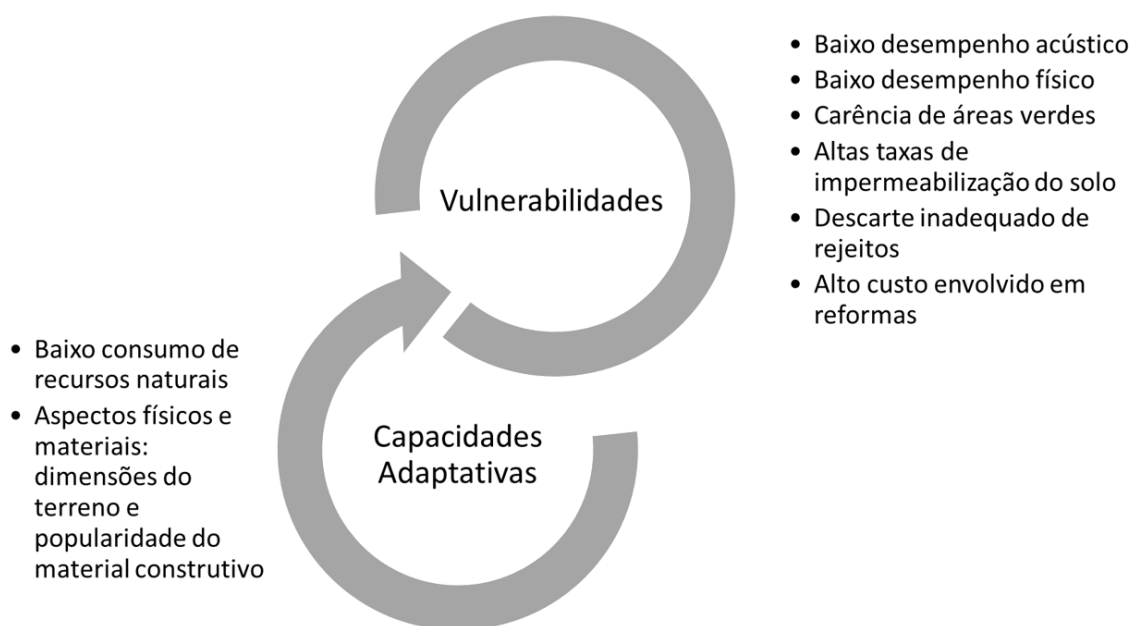 Vulnerabilidades
• Baixo desempenho acústico
• Baixo desempenho físico
• Carência de áreas verdes
• Altas taxas de
impermeabilização do solo
• Descarte inadequado de
rejeitos
• Alto custo envolvido em
reformas
Capacidades
Adaptativas
• Baixo consumo de
recursos naturais
• Aspectos físicos e
materiais:
dimensões do
terreno e
popularidade do
material construtivo